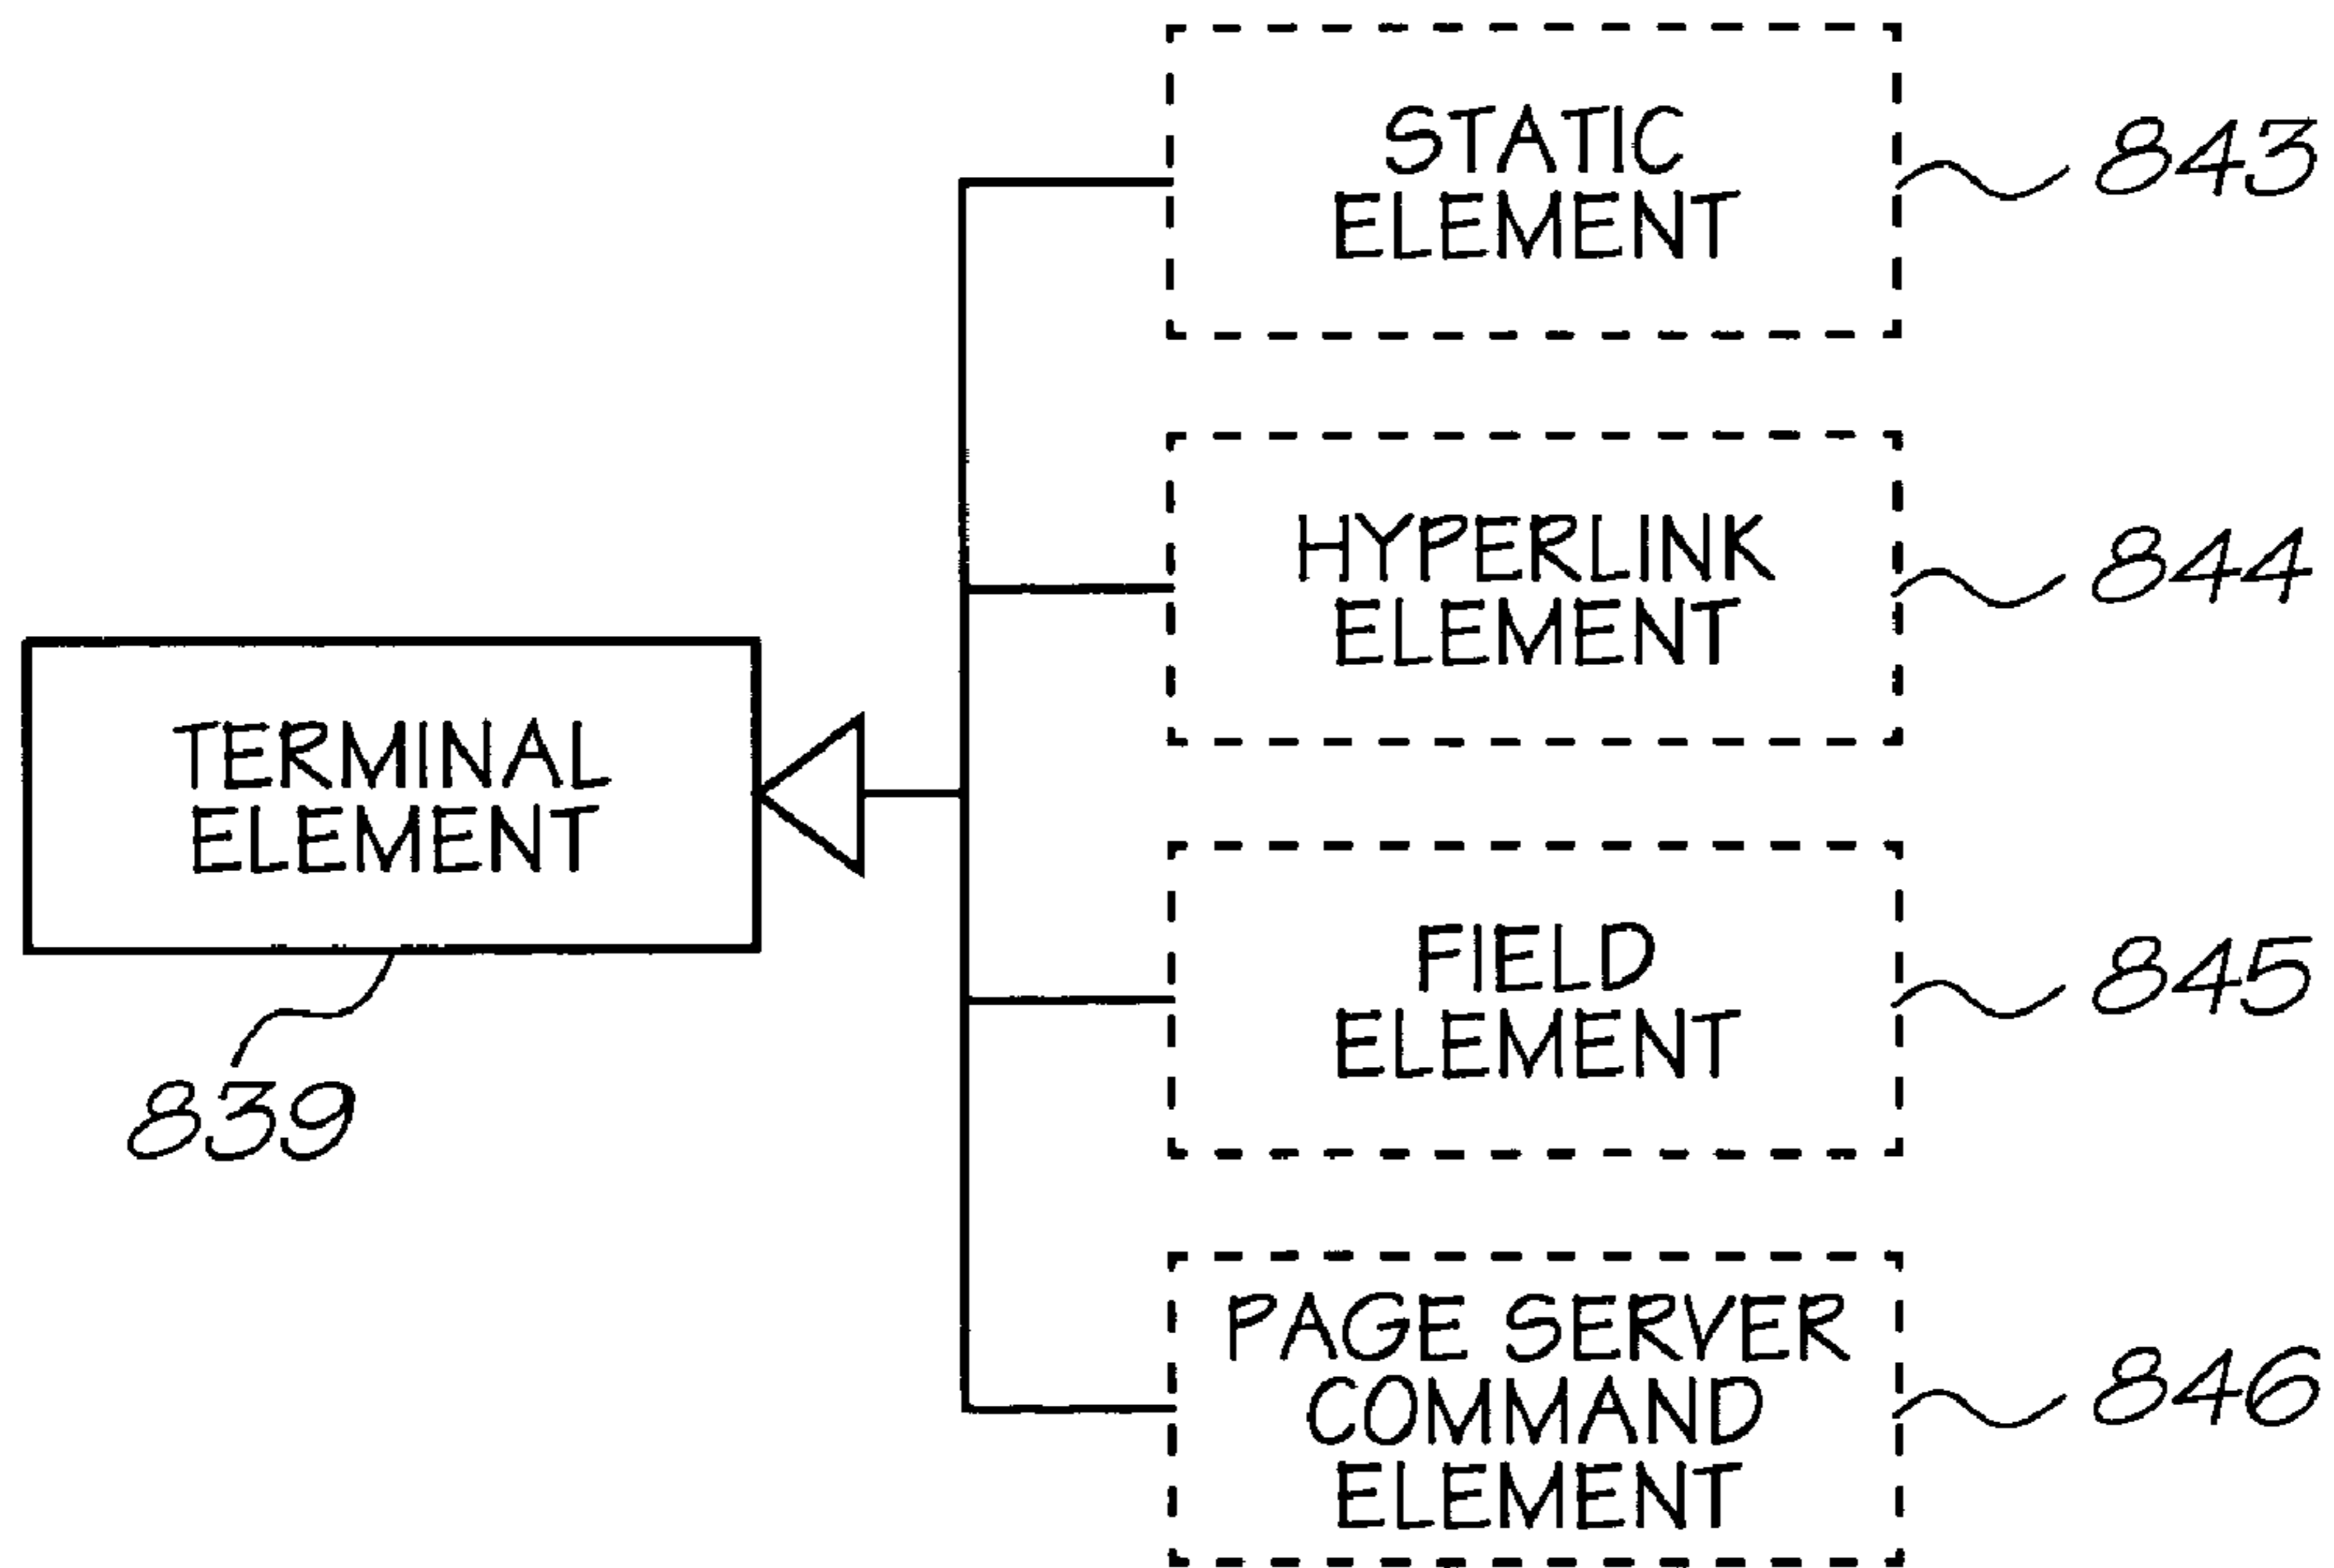 STATIC
ELEMENT
843
HYPERLINK
ELEMENT
844
TERMINAL
ELEMENT
839
FIELD
ELEMENT
845
PAGE SERVER
COMMAND
ELEMENT
846